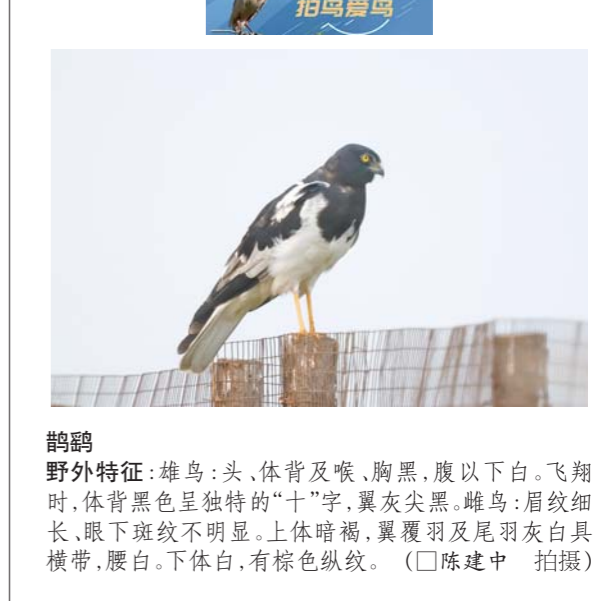 拍鸟爱鸟
鹊鹞
野外特征:雄鸟:头、体背及喉、胸黑,腹以下白。飞翔
时,体背黑色呈独特的“十”字,翼灰尖黑。雌鸟:眉纹细
长、眼下斑纹不明显。上体暗褐,翼覆羽及尾羽灰白具
横带,腰白。下体白,有棕色纵纹。 (□陈建中 拍摄)